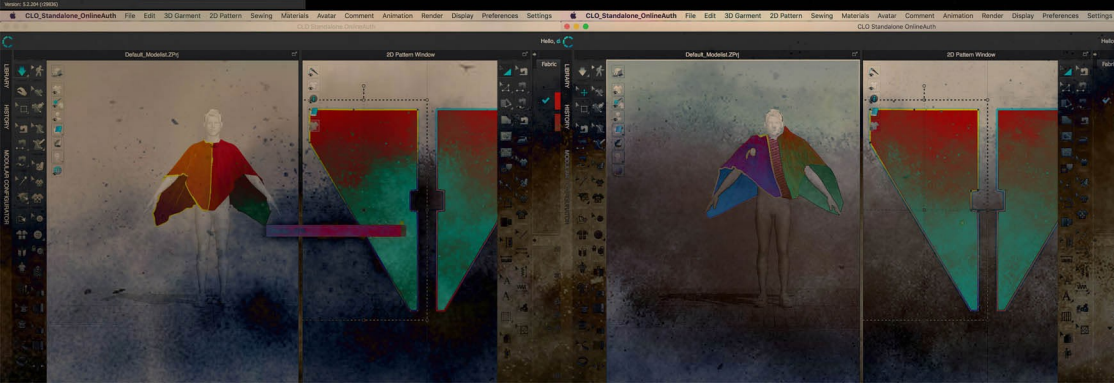 Version: 5.2.204 (r29836)
CLO_Standalone_OnlineAuth File Edit 3D Garment 2D Pattern Sewing Materials Avatar Comment Animation Render Display Preferences Settings
CLO_Standalone_OnlineAuth File Edit 3D Garment 2D Pattern Sewing Materials Avatar Comment Animation Render Display Preferences Settings
CLO Standalone OnlineAuth
CLO Standalone OnlineAuth
Hello,
Hello
Default_Modelist.ZPrj
2D Pattern Window
Default_Modelist.ZPrj
2D Pattern Window
Fabric
LIBRARY
HISTORY
MODULAR CONFIGURATOR
LIBRARY
HISTORY